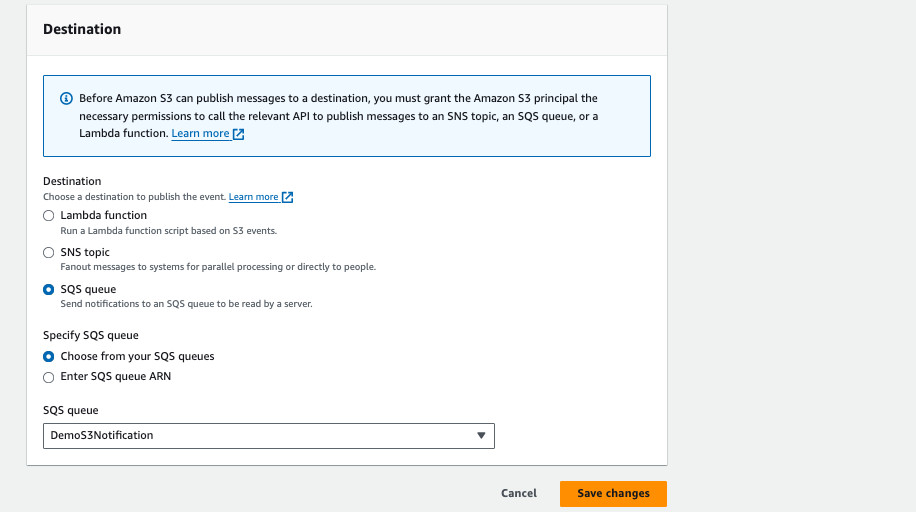 Destination
Before Amazon S3 can publish messages to a destination, you must grant the Amazon S3 principal the
necessary permissions to call the relevant API to publish messages to an SNS topic, an SQS queue, or a
Lambda function. Learn more
Destination
Choose a destination to publish the event. Learn more
Lambda function
Run a Lambda function script based on S3 events.
SNS topic
Fanout messages to systems for parallel processing or directly to people.
SQS queue
Send notifications to an SQS queue to be read by a server.
Specify SQS queue
Choose from your SQS queues
Enter SQS queue ARN
SQS queue
DemoS3Notification
Cancel Save changes